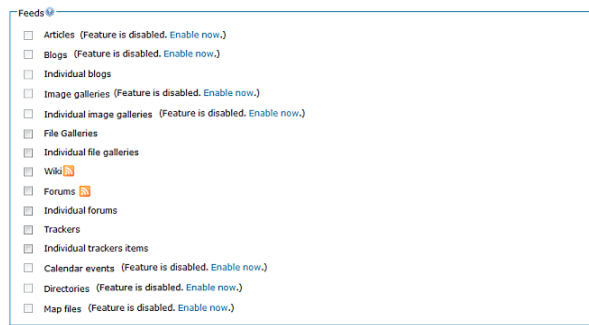 Feeds
Articles (Feature is disabled. Enable now.)
Blogs (Feature is disabled. Enable now.)
Individual blogs
Image galleries (Feature is disabled. Enable now.)
Individual image galleries (Feature is disabled. Enable now.)
File Galleries
Individual file galleries
Wiki
Forums
Individual forums
Trackers
Individual trackers items
Calendar events (Feature is disabled. Enable now.)
Directories (Feature is disabled. Enable now.)
Map files (Feature is disabled. Enable now.)